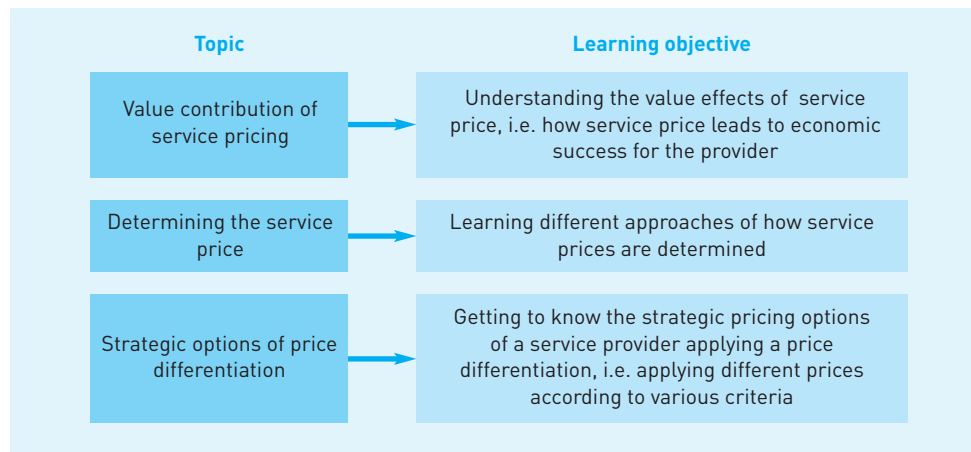 Topic
Learning objective
Value contribution of
service pricing
Understanding the value effects of service
price, i.e. how service price leads to economic
success for the provider
Determining the service
price
Learning different approaches of how service
prices are determined
Strategic options of price
differentiation
Getting to know the strategic pricing options
of a service provider applying a price
differentiation, i.e. applying different prices
according to various criteria